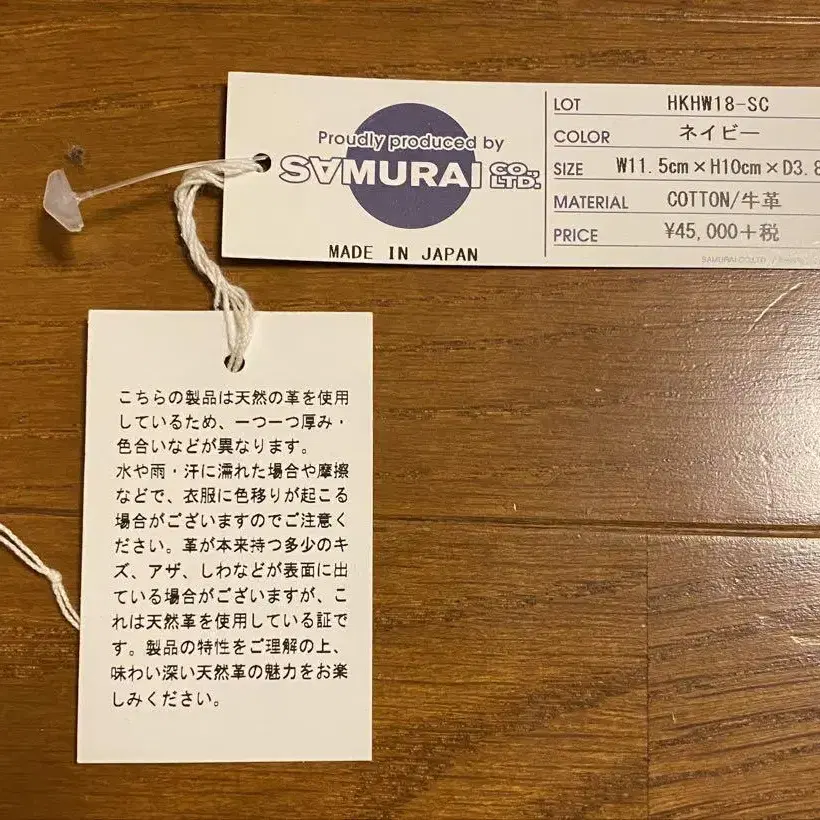 Proudly produced by
SAMURAI CO., LTD.
MADE IN JAPAN
LOT HKHW18-SC
COLOR ネイビー
SIZE W11.5cm×H10cm×D3.8
MATERIAL COTTON/牛革
PRICE ¥45,000+税
SAMURAI CO.,LTD.
こちらの製品は天然の革を使用
しているため、一つ一つ厚み・
色合いなどが異なります。
水や雨・汗に濡れた場合や摩擦
などで、衣服に色移りが起こる
場合がございますのでご注意く
ださい。革が本来持つ多少のキ
ズ、アザ、しわなどが表面に出
ている場合がございますが、こ
れは天然革を使用している証で
す。製品の特性をご理解の上、
味わい深い天然革の魅力をお楽
しみください。